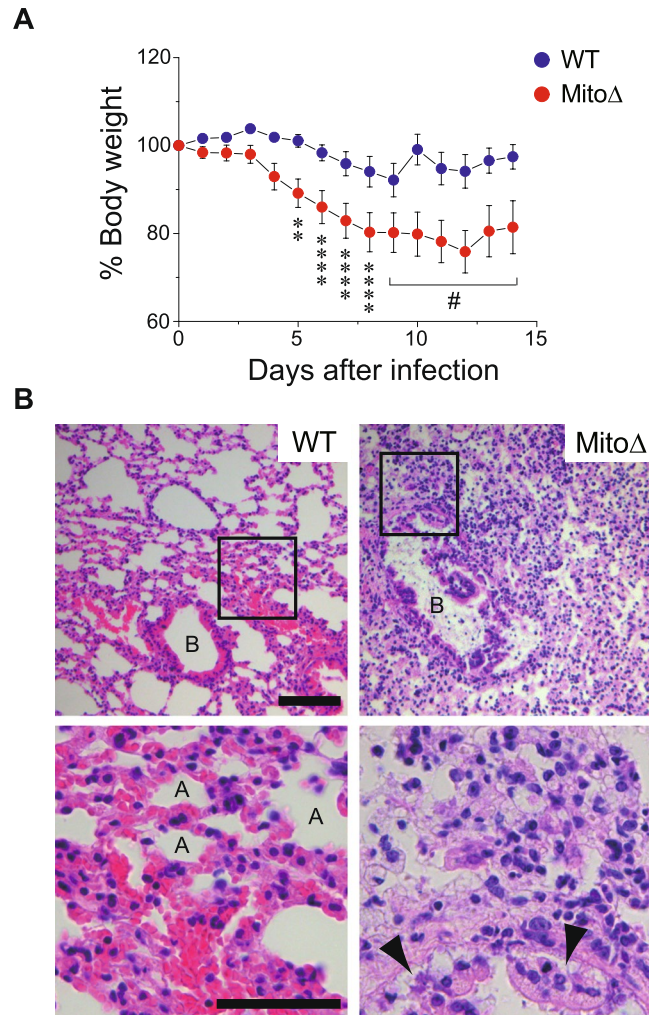 A
% Body weight
120
100
80
60
0
5
10
15
Days after infection
WT
MitoΔ
**
****
****
****
#
B
WT
MitoΔ
B
B
A
A
A